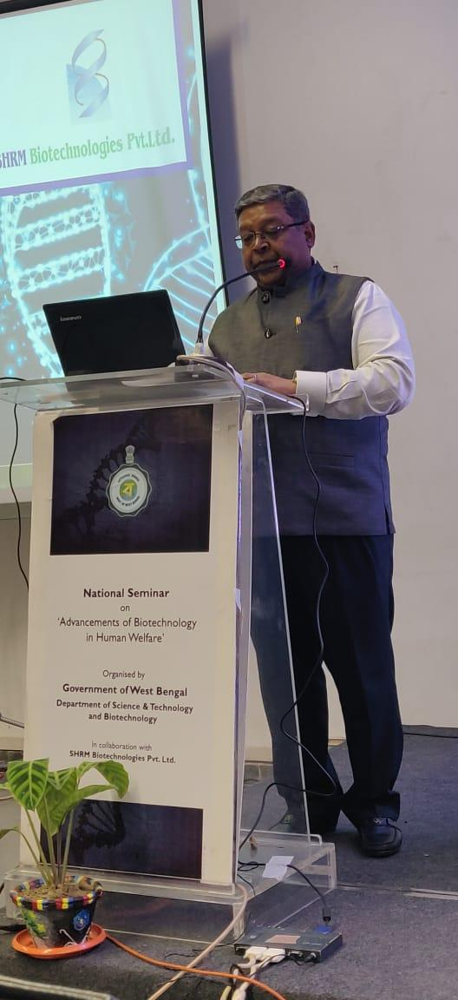 SHRM Biotechnologies Pvt.Ltd.
lenovo
ব
National Seminar
on
‘Advancements of Biotechnology
in Human Welfare’
Organised by
Government of West Bengal
Department of Science & Technology
and Biotechnology
In collaboration with
SHRM Biotechnologies Pvt. Ltd.